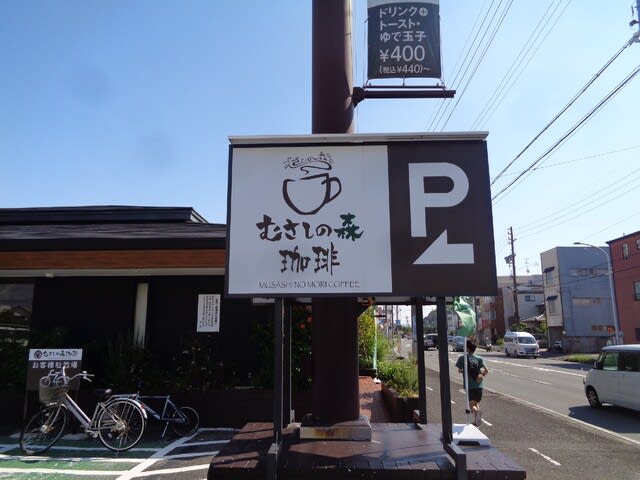 ドリンク+
トースト・
ゆで玉子
¥400
(税込¥440)~
むさしの森
珈琲
MUSASHI NO MORI COFFEE
P
むさしの森珈琲
お客様駐輪場